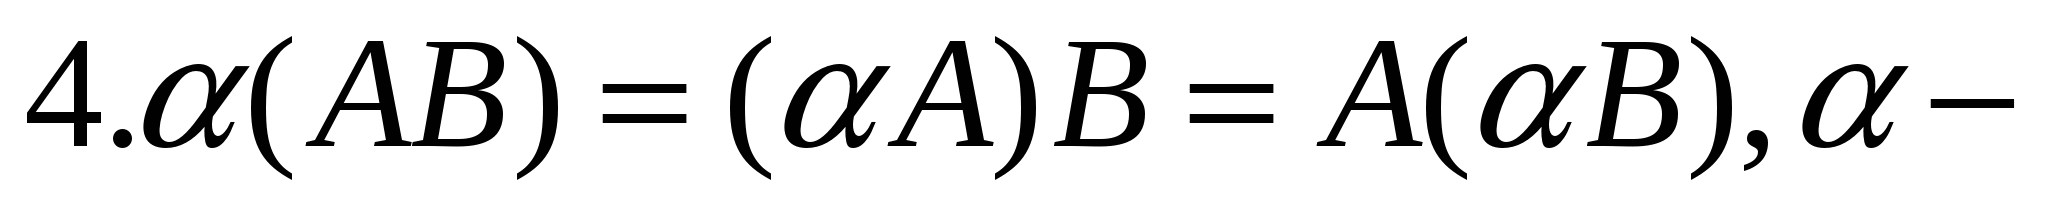 4.α(AB) = (αA)B = A(αB), α −